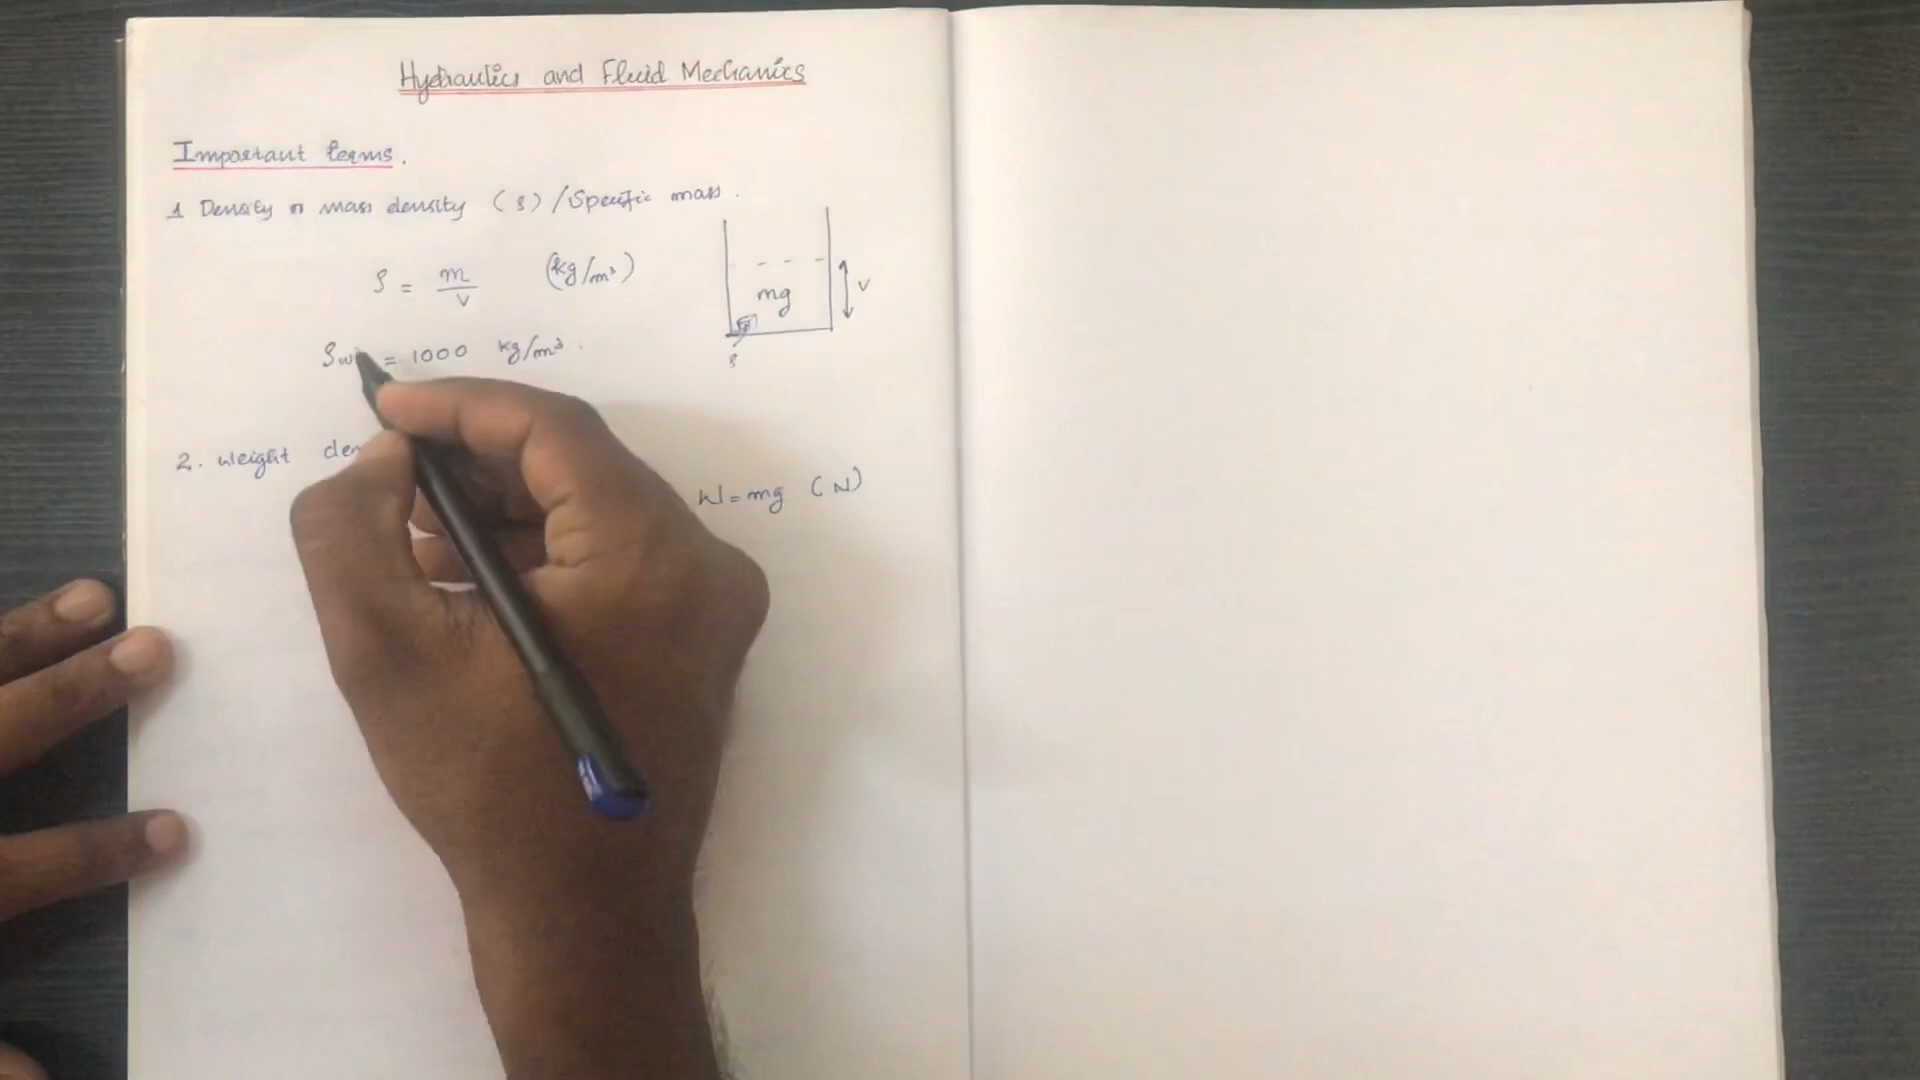 Hydraulics and Fluid Mechanics
Important terms.
1 Density or mass density (ρ) / Specific mass.
ρ = m/V (kg/m³)
mg
V
ρ
ρw = 1000 kg/m³.
2. Weight
W = mg (N)